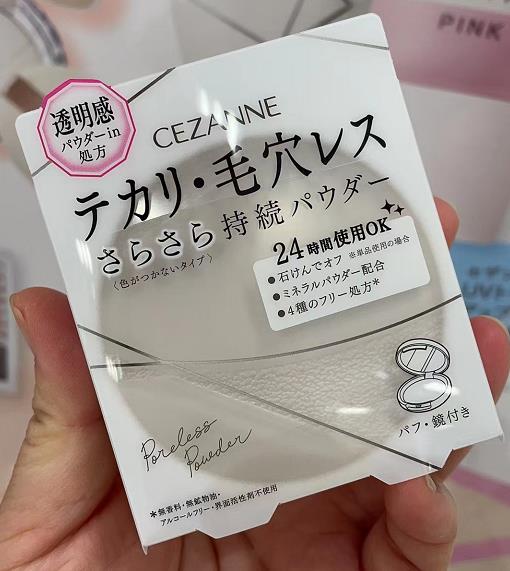 PINK
透明感
パウダーin
処方
CEZANNE
テカリ・毛穴レス
さらさら持続パウダー
〈色がつかないタイプ〉
24時間使用OK
●石けんでオフ ※単品使用の場合
●ミネラルパウダー配合
●4種のフリー処方*
パフ・鏡付き
Poreless
Powder
*無香料・無鉱物油・
アルコールフリー・界面活性剤不使用